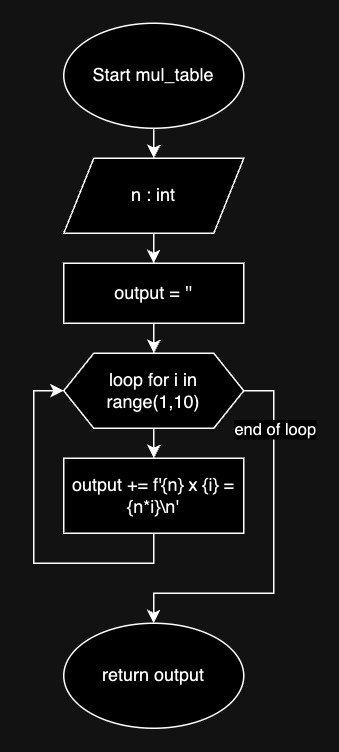 Start mul_table
n : int
output = ''
loop for i in
range(1,10)
end of loop
output += f'{n} x {i} =
{n*i}\n'
return output